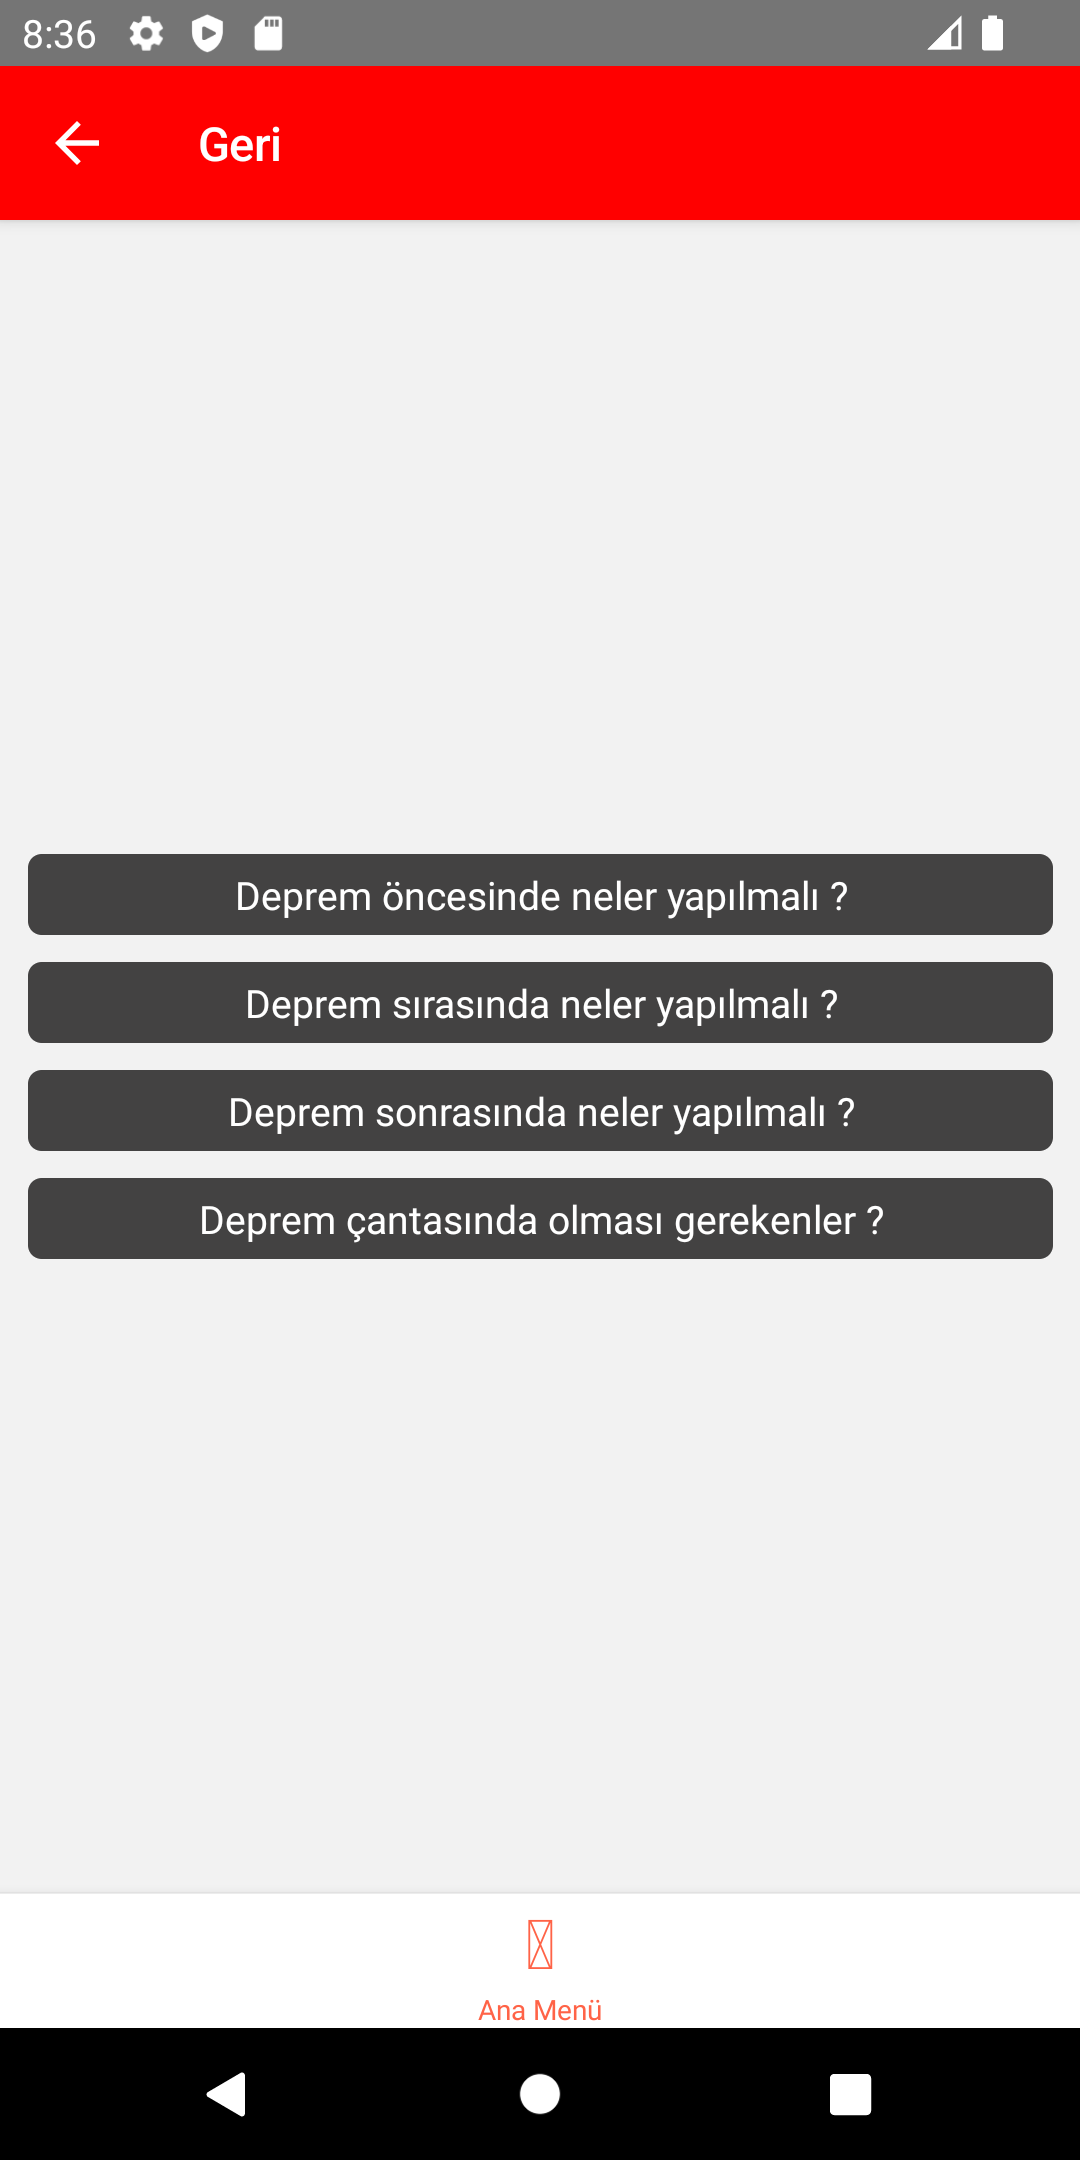 8:36
Geri
Deprem öncesinde neler yapılmalı ?
Deprem sırasında neler yapılmalı ?
Deprem sonrasında neler yapılmalı ?
Deprem çantasında olması gerekenler ?
Ana Menü